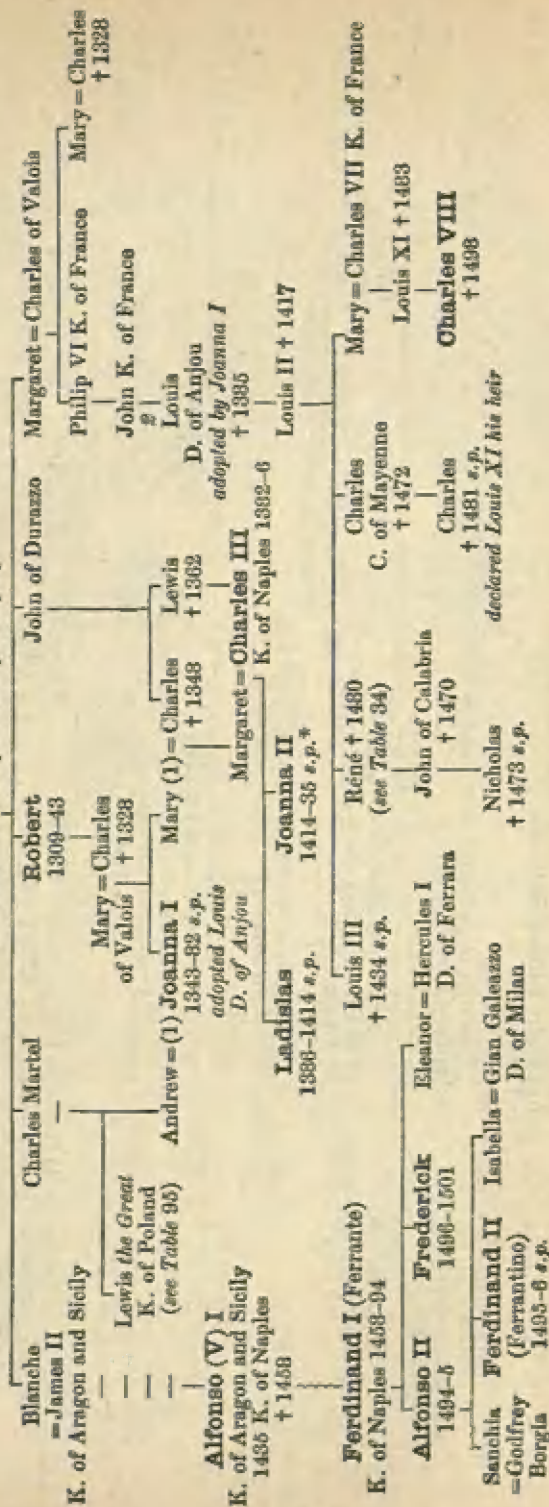 Blanche
=James II
K. of Aragon and Sicily
Charles Martel
Robert
1309–43
John of Durazzo
Margaret=Charles of Valois
Mary=Charles
of Valois † 1328
Philip VI K. of France
Mary=Charles
† 1328
John K. of France
Lewis the Great
K. of Poland
(see Table 95)
Andrew=(1) Joanna I
1343–82 s.p.
adopted Louis
D. of Anjou
Mary (1)=Charles
† 1348
Lewis
† 1362
2
Louis
D. of Anjou
adopted by Joanna I
† 1385
Margaret=Charles III
K. of Naples 1382–6
Louis II † 1417
Alfonso (V) I
K. of Aragon and Sicily
1435 K. of Naples
† 1458
Ladislas
1386–1414 s.p.
Joanna II
1414–35 s.p.*
Louis III
† 1434 s.p.
Réné † 1480
(see Table 34)
Charles
C. of Mayenne
† 1472
Mary=Charles VII K. of France
Louis XI † 1483
Ferdinand I (Ferrante)
K. of Naples 1458–94
John of Calabria
† 1470
Charles
† 1481 s.p.
declared Louis XI his heir
Charles VIII
† 1498
Alfonso II
1494–5
Frederick
1496–1501
Eleanor=Hercules I
D. of Ferrara
Nicholas
† 1473 s.p.
Sanchia
=Godfrey
Borgia
Ferdinand II
(Ferrantino)
1495–6 s.p.
Isabella=Gian Galeazzo
D. of Milan